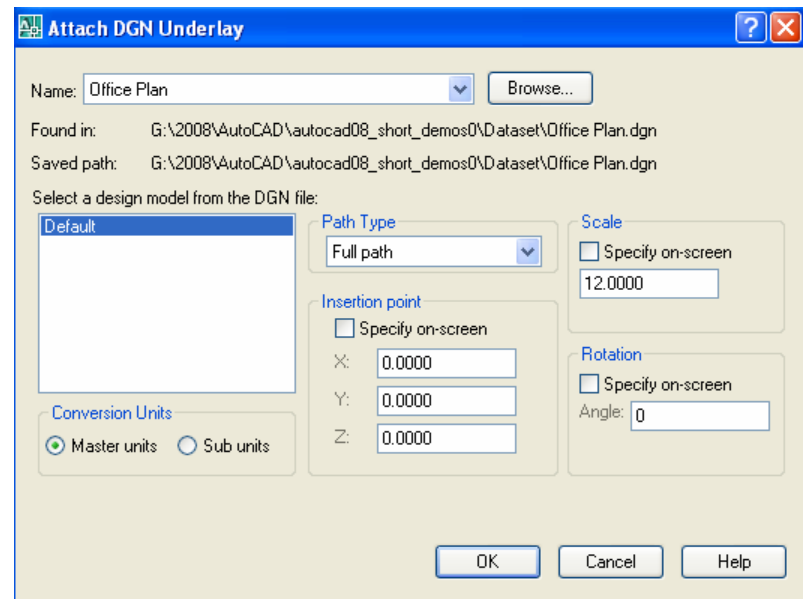 Attach DGN Underlay
Name: Office Plan Browse...
Found in: G:\2008\AutoCAD\autocad08_short_demos0\Dataset\Office Plan.dgn
Saved path: G:\2008\AutoCAD\autocad08_short_demos0\Dataset\Office Plan.dgn
Select a design model from the DGN file:
Default
Conversion Units
Master units Sub units
Path Type
Full path
Insertion point
Specify on-screen
X: 0.0000
Y: 0.0000
Z: 0.0000
Scale
Specify on-screen
12.0000
Rotation
Specify on-screen
Angle: 0
OK Cancel Help